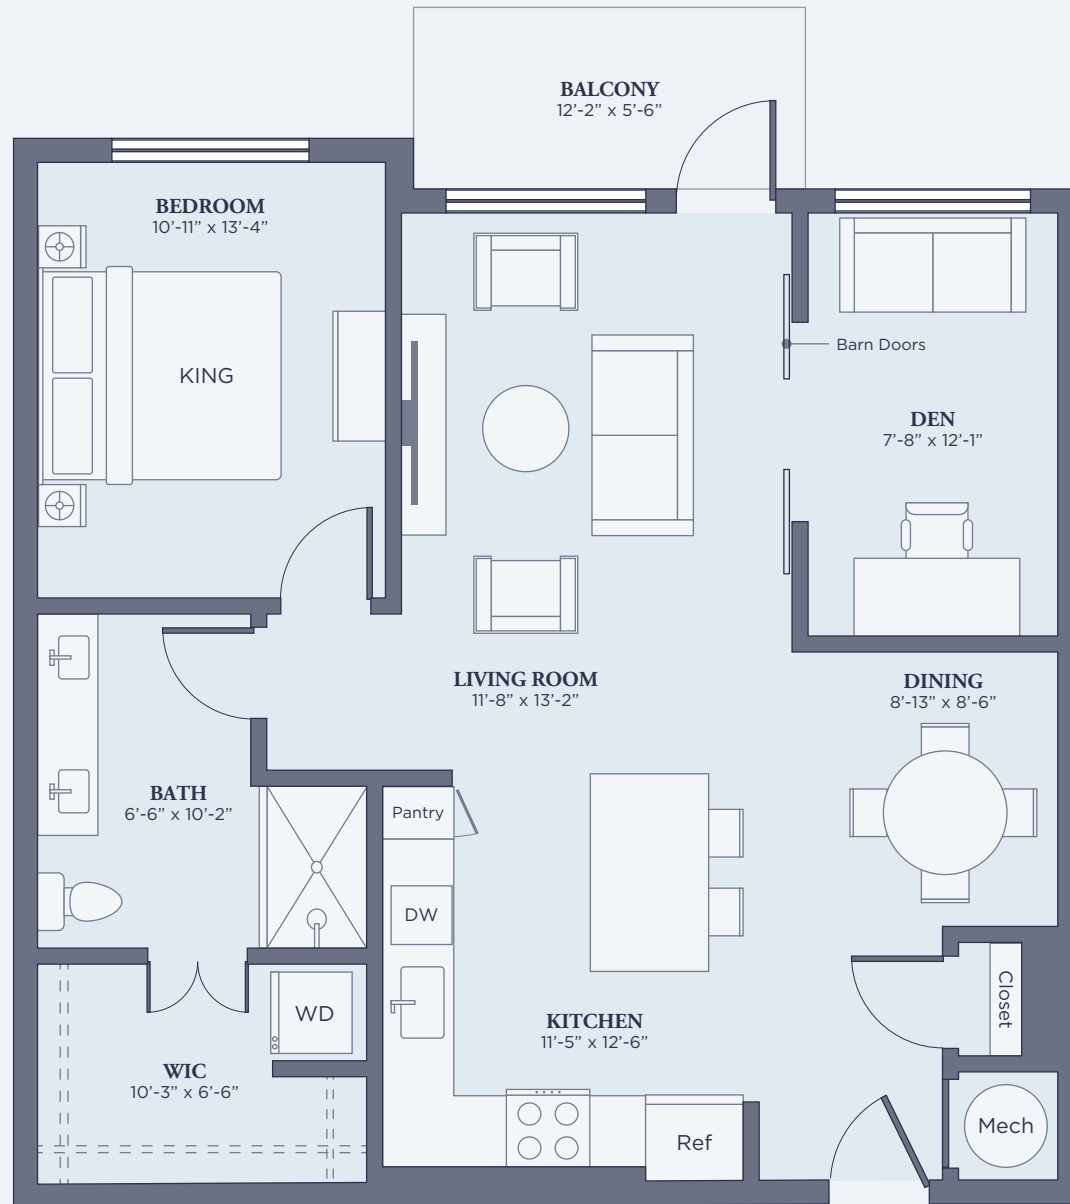 BALCONY
12’-2” x 5’-6”
BEDROOM
10’-11” x 13’-4”
KING
Barn Doors
DEN
7’-8” x 12’-1”
LIVING ROOM
11’-8” x 13’-2”
DINING
8’-13” x 8’-6”
BATH
6’-6” x 10’-2”
Pantry
DW
Closet
WD
KITCHEN
11’-5” x 12’-6”
WIC
10’-3” x 6’-6”
Ref
Mech